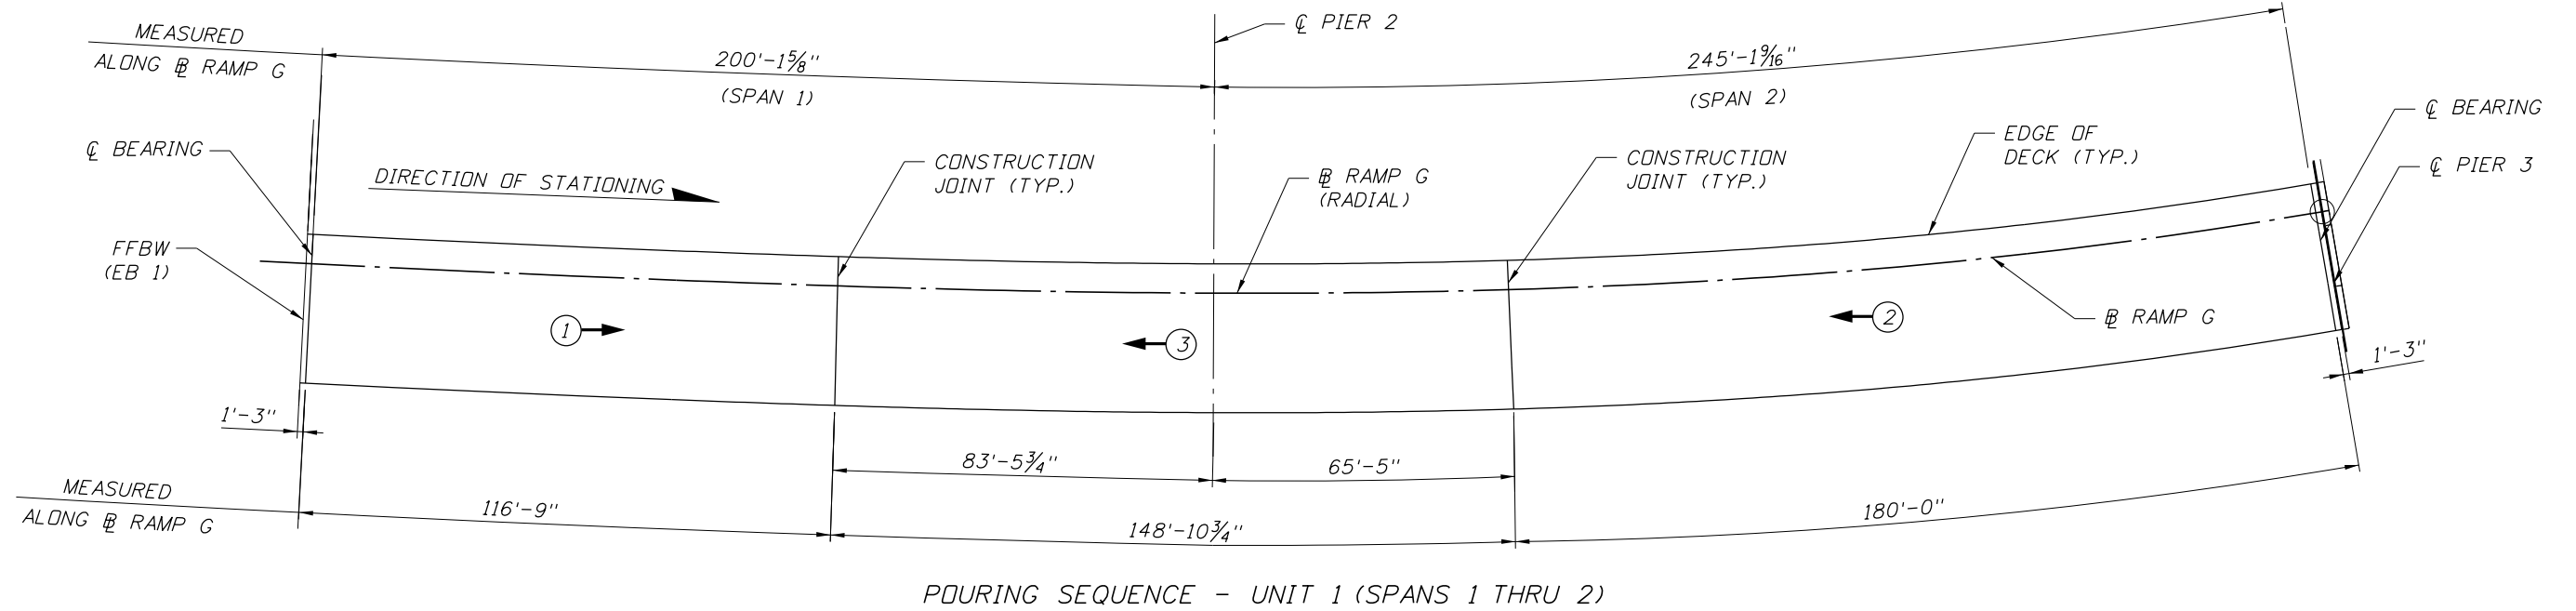 MEASURED
ALONG ⅊ RAMP G
200'-1⅝"
(SPAN 1)
℄ PIER 2
245'-1 9/16"
(SPAN 2)
℄ BEARING
℄ PIER 3
℄ BEARING
DIRECTION OF STATIONING
CONSTRUCTION
JOINT (TYP.)
⅊ RAMP G
(RADIAL)
CONSTRUCTION
JOINT (TYP.)
EDGE OF
DECK (TYP.)
FFBW
(EB 1)
1
3
2
⅊ RAMP G
1'-3"
1'-3"
83'-5¾"
65'-5"
MEASURED
ALONG ⅊ RAMP G
116'-9"
148'-10¾"
180'-0"
POURING SEQUENCE - UNIT 1 (SPANS 1 THRU 2)